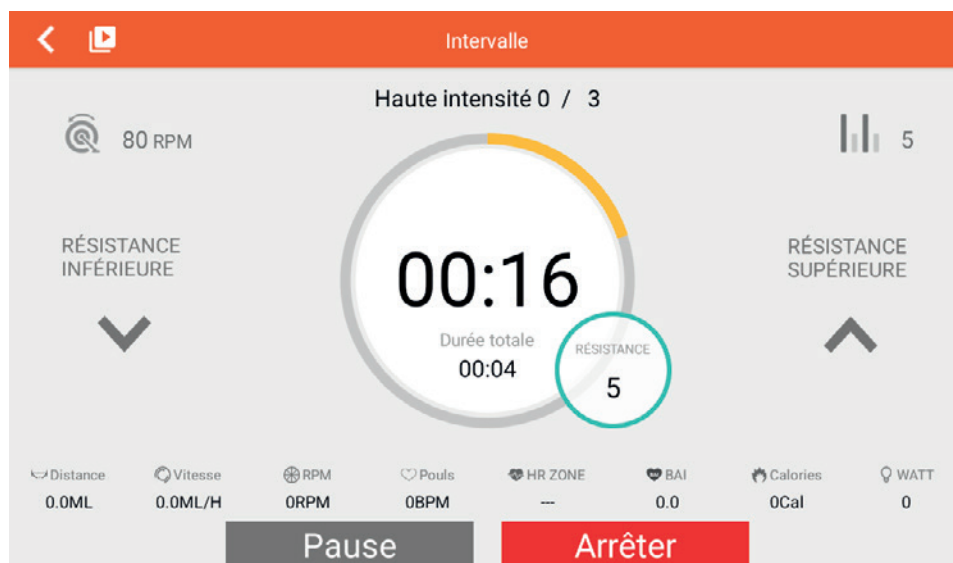 Intervalle
Haute intensité 0 / 3
80 RPM
5
RÉSISTANCE
INFÉRIEURE
RÉSISTANCE
SUPÉRIEURE
00:16
Durée totale
00:04
RÉSISTANCE
5
Distance Vitesse RPM Pouls HR ZONE BAI Calories WATT
0.0ML 0.0ML/H 0RPM 0BPM --- 0.0 0Cal 0
Pause Arrêter